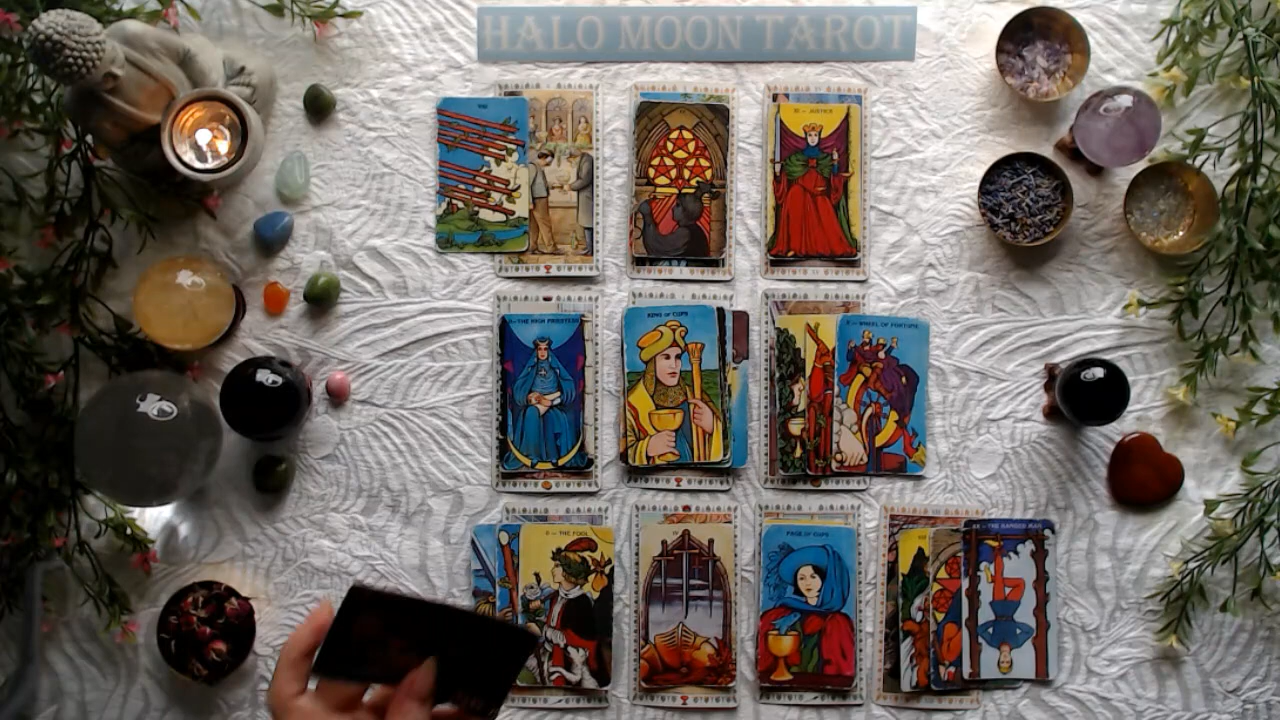 HALO MOON TAROT
VIII
XI — JUSTICE
II — THE HIGH PRIESTESS
KING OF CUPS
X — WHEEL OF FORTUNE
0 — THE FOOL
IV
PAGE OF CUPS
XII — THE HANGED MAN